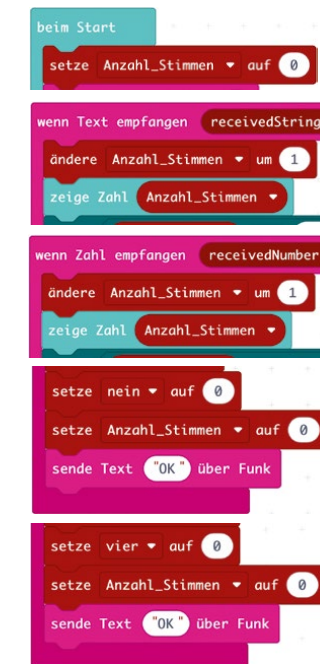 beim Start
setze Anzahl_Stimmen auf 0
wenn Text empfangen receivedString
ändere Anzahl_Stimmen um 1
zeige Zahl Anzahl_Stimmen
wenn Zahl empfangen receivedNumber
ändere Anzahl_Stimmen um 1
zeige Zahl Anzahl_Stimmen
setze nein auf 0
setze Anzahl_Stimmen auf 0
sende Text "OK" über Funk
setze vier auf 0
setze Anzahl_Stimmen auf 0
sende Text "OK" über Funk